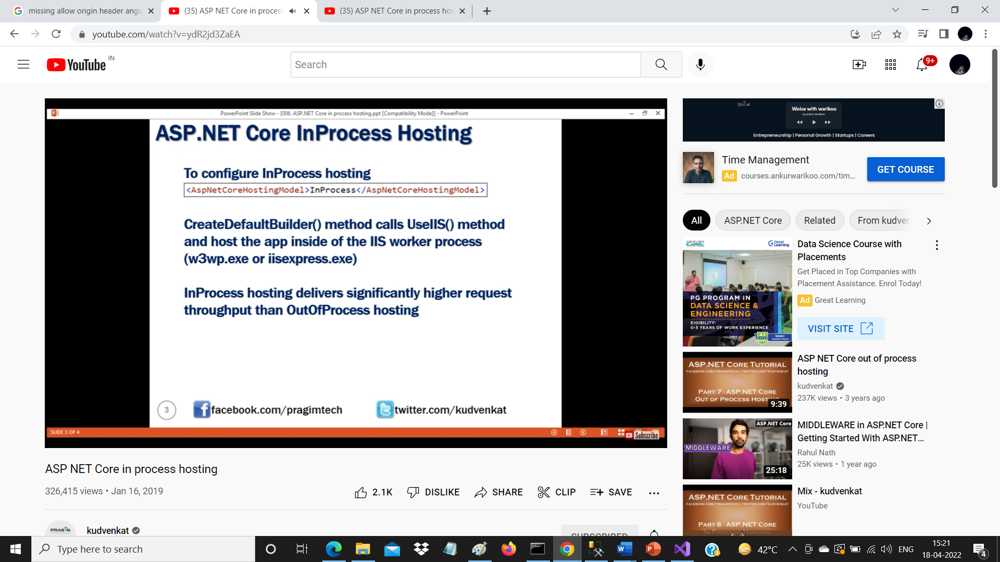 missing allow origin header angu
(35) ASP NET Core in process
(35) ASP NET Core in process hos
youtube.com/watch?v=ydR2jd3ZaEA
YouTube IN
Search
9+
PowerPoint Slide Show - [006. ASP.NET Core in process hosting.ppt [Compatibility Mode]] - PowerPoint
ASP.NET Core InProcess Hosting
To configure InProcess hosting
<AspNetCoreHostingModel>InProcess</AspNetCoreHostingModel>
CreateDefaultBuilder() method calls UseIIS() method
and host the app inside of the IIS worker process
(w3wp.exe or iisexpress.exe)
InProcess hosting delivers significantly higher request
throughput than OutOfProcess hosting
3
facebook.com/pragimtech
twitter.com/kudvenkat
SLIDE 3 OF 4
Subscribe
ASP NET Core in process hosting
326,415 views • Jan 16, 2019
2.1K
DISLIKE
SHARE
CLIP
SAVE
PRAGIM
kudvenkat
SUBSCRIBED
Woice with warikoo
by Ankur Warikoo
Entrepreneurship | Personal Growth | Startups | Careers
Time Management
Ad courses.ankurwarikoo.com/tim...
GET COURSE
All
ASP.NET Core
Related
From kudven
GREAT LAKES
Great Learning
PG PROGRAM IN
DATA SCIENCE &
ENGINEERING
EIGIBILITY:
0-3 YEARS OF WORK EXPERIENCE
4.7
1000+
Data Science Course with
Placements
Get Placed in Top Companies with
Placement Assistance. Enrol Today!
Ad Great Learning
VISIT SITE
ASP.NET CORE TUTORIAL
FACEBOOK.COM/PRAGIMTECH | TWITTER.COM/KUDVENKAT
PART 7 - ASP.NET CORE
OUT OF PROCESS HOSTING
9:39
ASP NET Core out of process
hosting
kudvenkat
237K views • 3 years ago
ASP.NET Core
MIDDLEWARE
25:18
MIDDLEWARE in ASP.NET Core |
Getting Started With ASP.NET...
Rahul Nath
25K views • 1 year ago
ASP.NET CORE TUTORIAL
FACEBOOK.COM/PRAGIMTECH | TWITTER.COM/KUDVENKAT
PART 6 - ASP.NET CORE
IN PROCESS HOSTING
Mix - kudvenkat
YouTube
Type here to search
42°C
ENG
15:21
18-04-2022
4